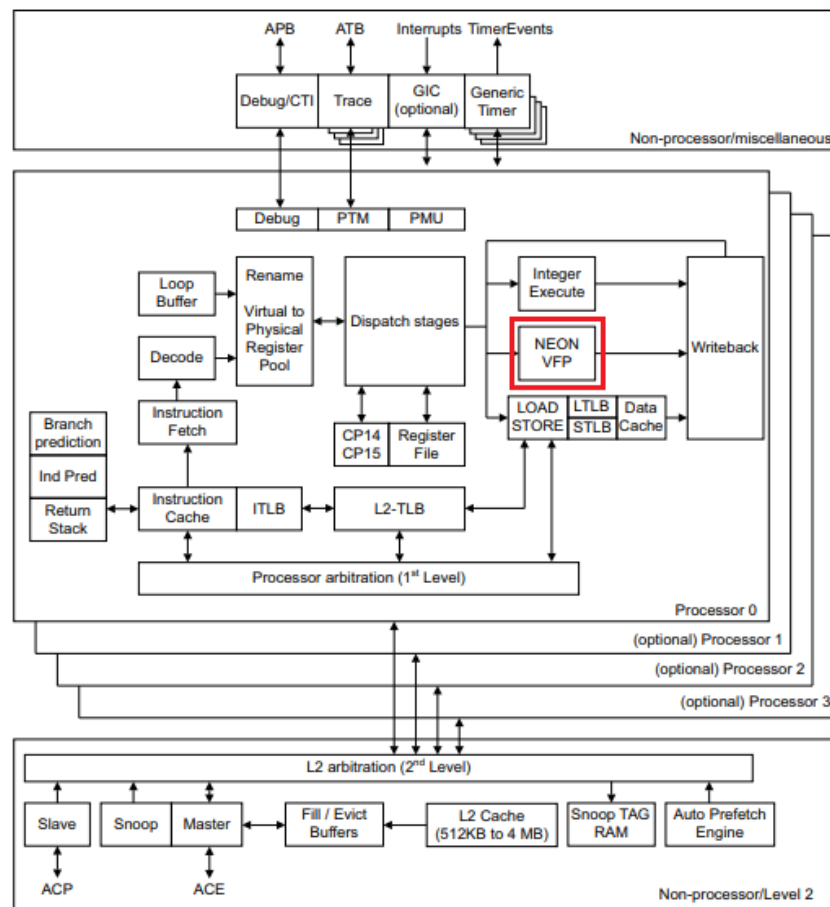 APB
ATB
Interrupts
TimerEvents
Debug/CTI
Trace
GIC
(optional)
Generic
Timer
Non-processor/miscellaneous
Debug
PTM
PMU
Loop
Buffer
Rename
Virtual to
Physical
Register
Pool
Dispatch stages
Integer
Execute
Writeback
Decode
NEON
VFP
Instruction
Fetch
LOAD
STORE
LTLB
STLB
Data
Cache
Branch
prediction
Ind Pred
Return
Stack
CP14
CP15
Register
File
Instruction
Cache
ITLB
L2-TLB
Processor arbitration (1st Level)
Processor 0
(optional) Processor 1
(optional) Processor 2
(optional) Processor 3
L2 arbitration (2nd Level)
Slave
Snoop
Master
Fill / Evict
Buffers
L2 Cache
(512KB to 4 MB)
Snoop TAG
RAM
Auto Prefetch
Engine
ACP
ACE
Non-processor/Level 2